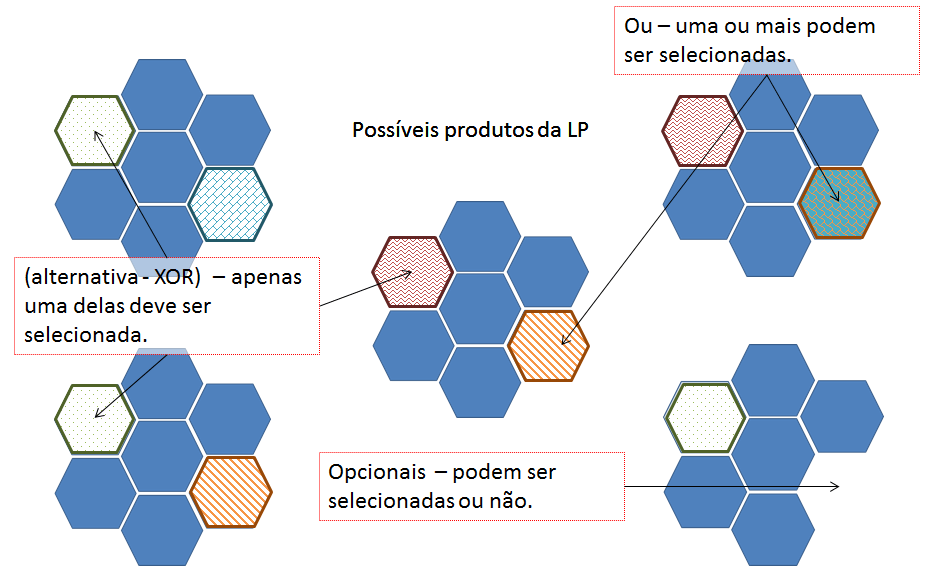 Ou – uma ou mais podem
ser selecionadas.
Possíveis produtos da LP
(alternativa - XOR) – apenas
uma delas deve ser
selecionada.
Opcionais – podem ser
selecionadas ou não.